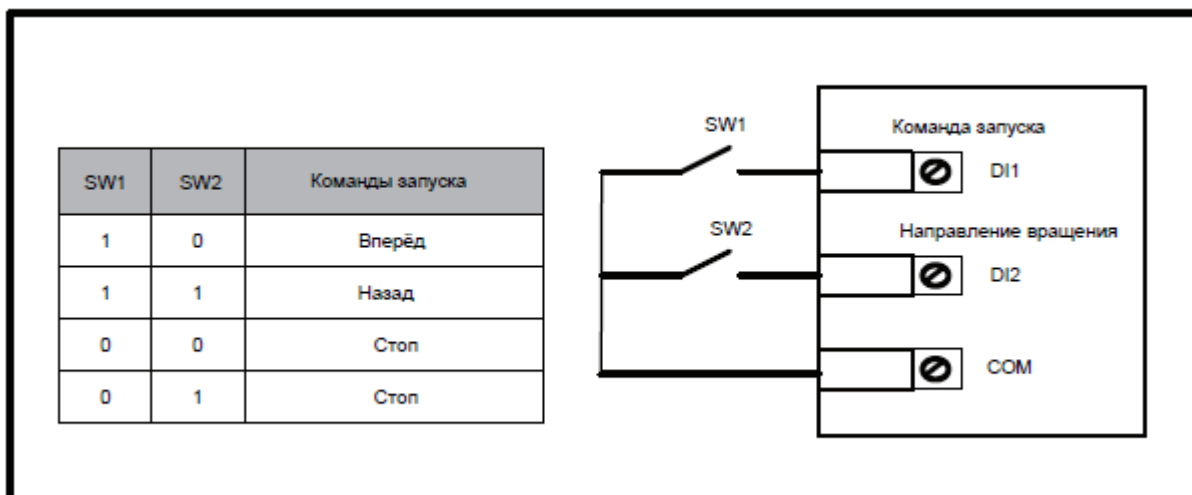 SW1 SW2 Команды запуска
1 0 Вперёд
1 1 Назад
0 0 Стоп
0 1 Стоп
SW1
Команда запуска
DI1
SW2
Направление вращения
DI2
COM